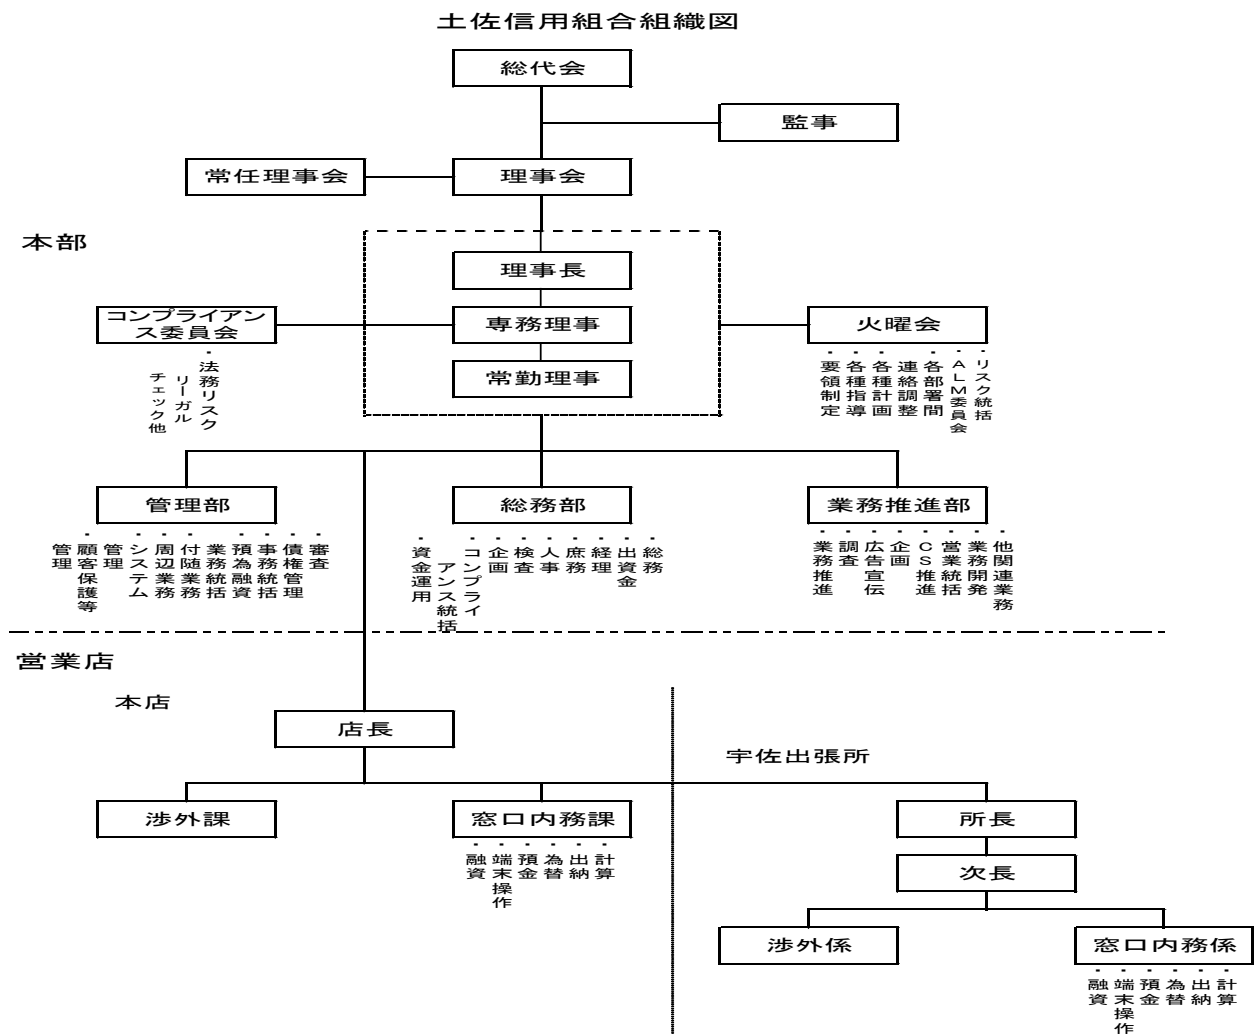 土佐信用組合組織図
総代会
監事
常任理事会
理事会
本部
理事長
コンプライアン
ス委員会
専務理事
火曜会
常勤理事
・法務リスク
リーガル
チェック他
・リスク統括
・ALM委員会
・各部署間
連絡調整
・各種計画
・各種指導
・要領制定
管理部
総務部
業務推進部
・審査
・債権管理
・事務統括
・預為融資
業務統括
・付随業務
・周辺業務
・システム
管理
・顧客保護等
管理
・総務
・出資金
・経理
・庶務
・人事
・検査
・企画
・コンプライ
アンス統括
・資金運用
・他関連業務
・業務開発
・営業統括
・CS推進
・企画
・広告宣伝
・調査
・業務推進
営業店
本店
店長
宇佐出張所
渉外課
窓口内務課
・計算
・出納
・為替
・預金
・端末操作
・融資
所長
次長
渉外係
窓口内務係
・計算
・出納
・為替
・預金
・端末操作
・融資